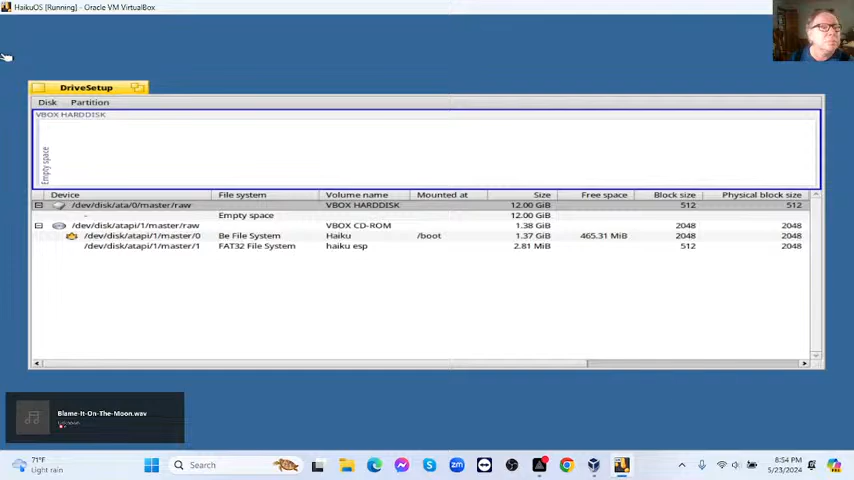 HaikuOS [Running] - Oracle VM VirtualBox
DriveSetup
Disk Partition
VBOX HARDDISK
Empty space
Device File system Volume name Mounted at Size Free space Block size Physical block size
/dev/disk/ata/0/master/raw VBOX HARDDISK 12.00 GiB 512 512
- Empty space 12.00 GiB
/dev/disk/atapi/1/master/raw VBOX CD-ROM 1.38 GiB 2048 2048
/dev/disk/atapi/1/master/0 Be File System Haiku /boot 1.37 GiB 465.31 MiB 2048 2048
/dev/disk/atapi/1/master/1 FAT32 File System haiku esp 2.81 MiB 512 2048
Blame-It-On-The-Moon.wav
71°F
Light rain
Search
8:54 PM
5/23/2024